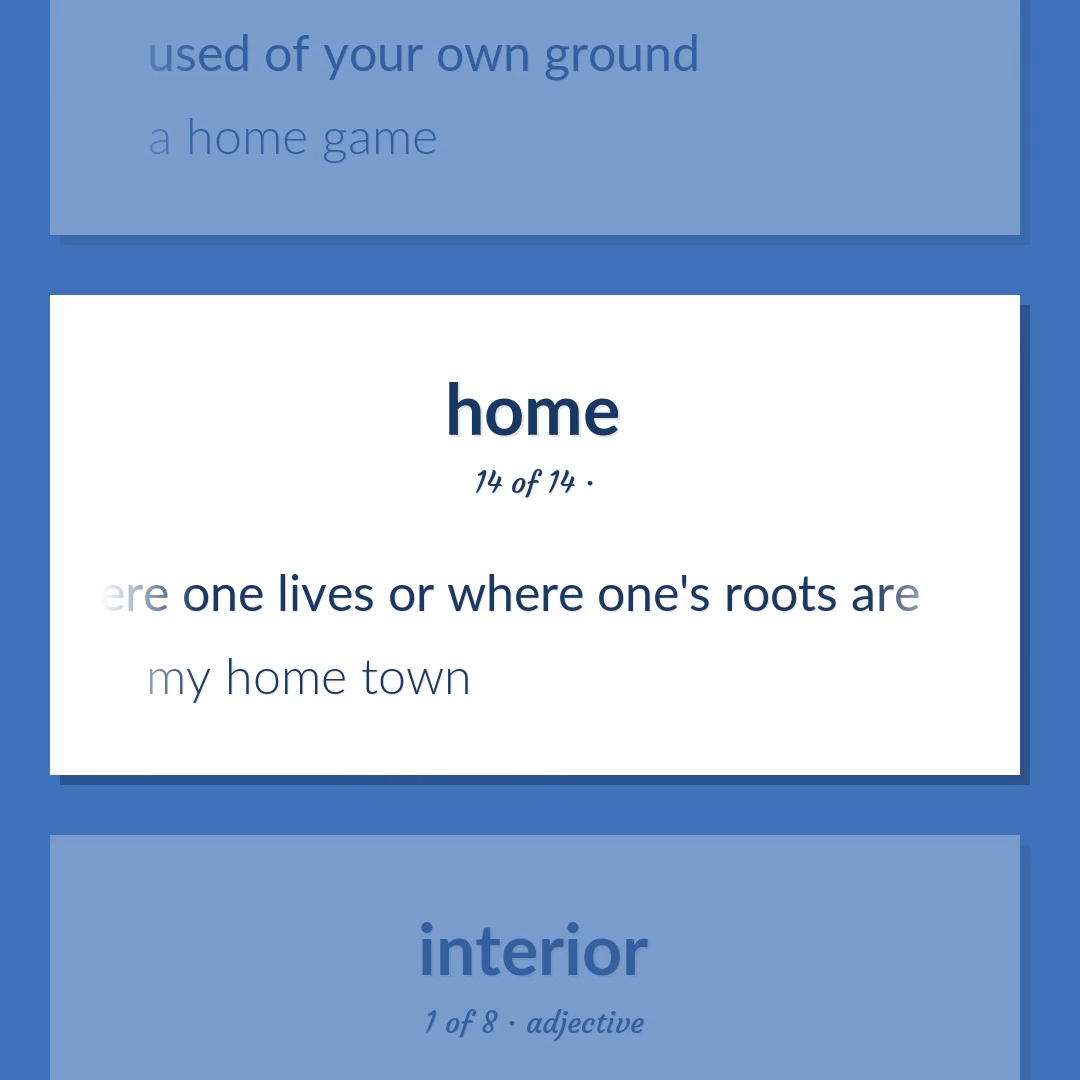 used of your own ground
a home game
home
14 of 14 ·
ere one lives or where one's roots are
my home town
interior
1 of 8 · adjective